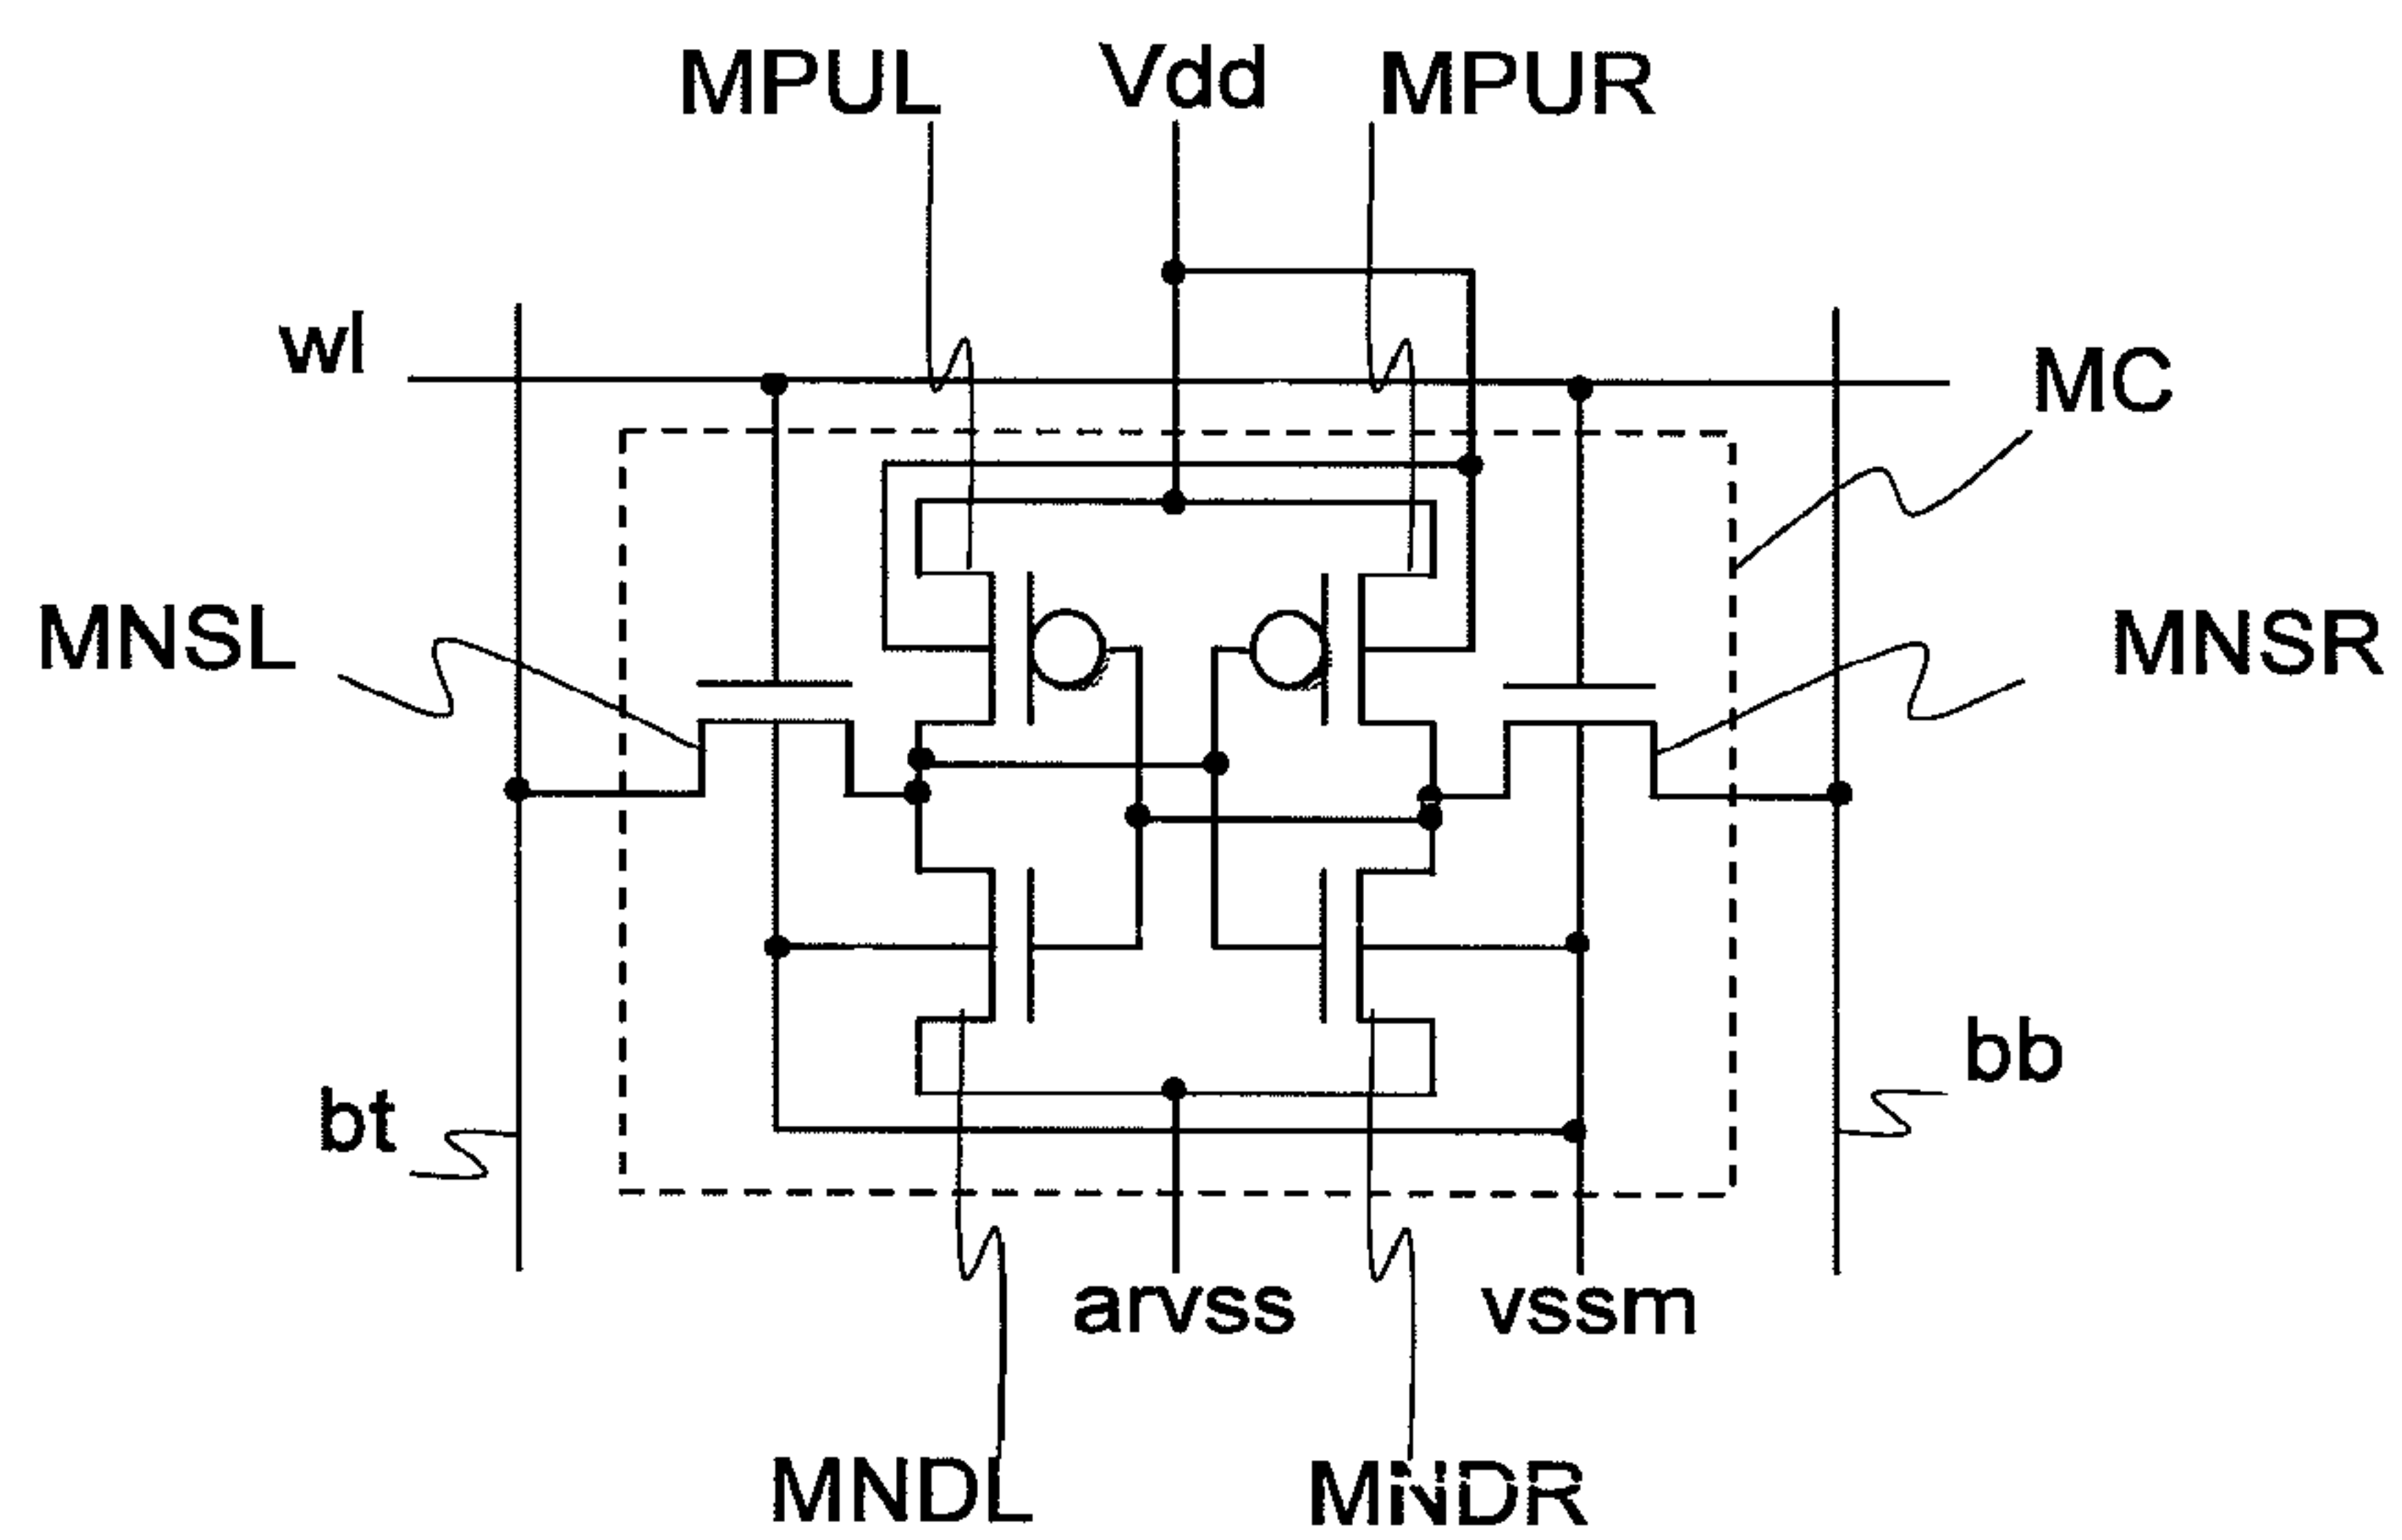 MPUL Vdd MPUR
wl
MC
MNSL MNSR
bb
bt
arvss vssm
MNDL MNDR